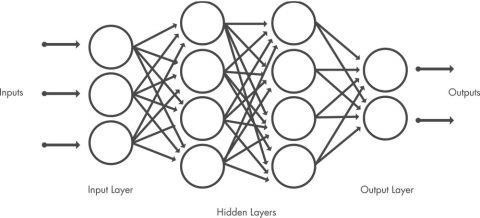 Inputs
Outputs
Input Layer
Output Layer
Hidden Layers